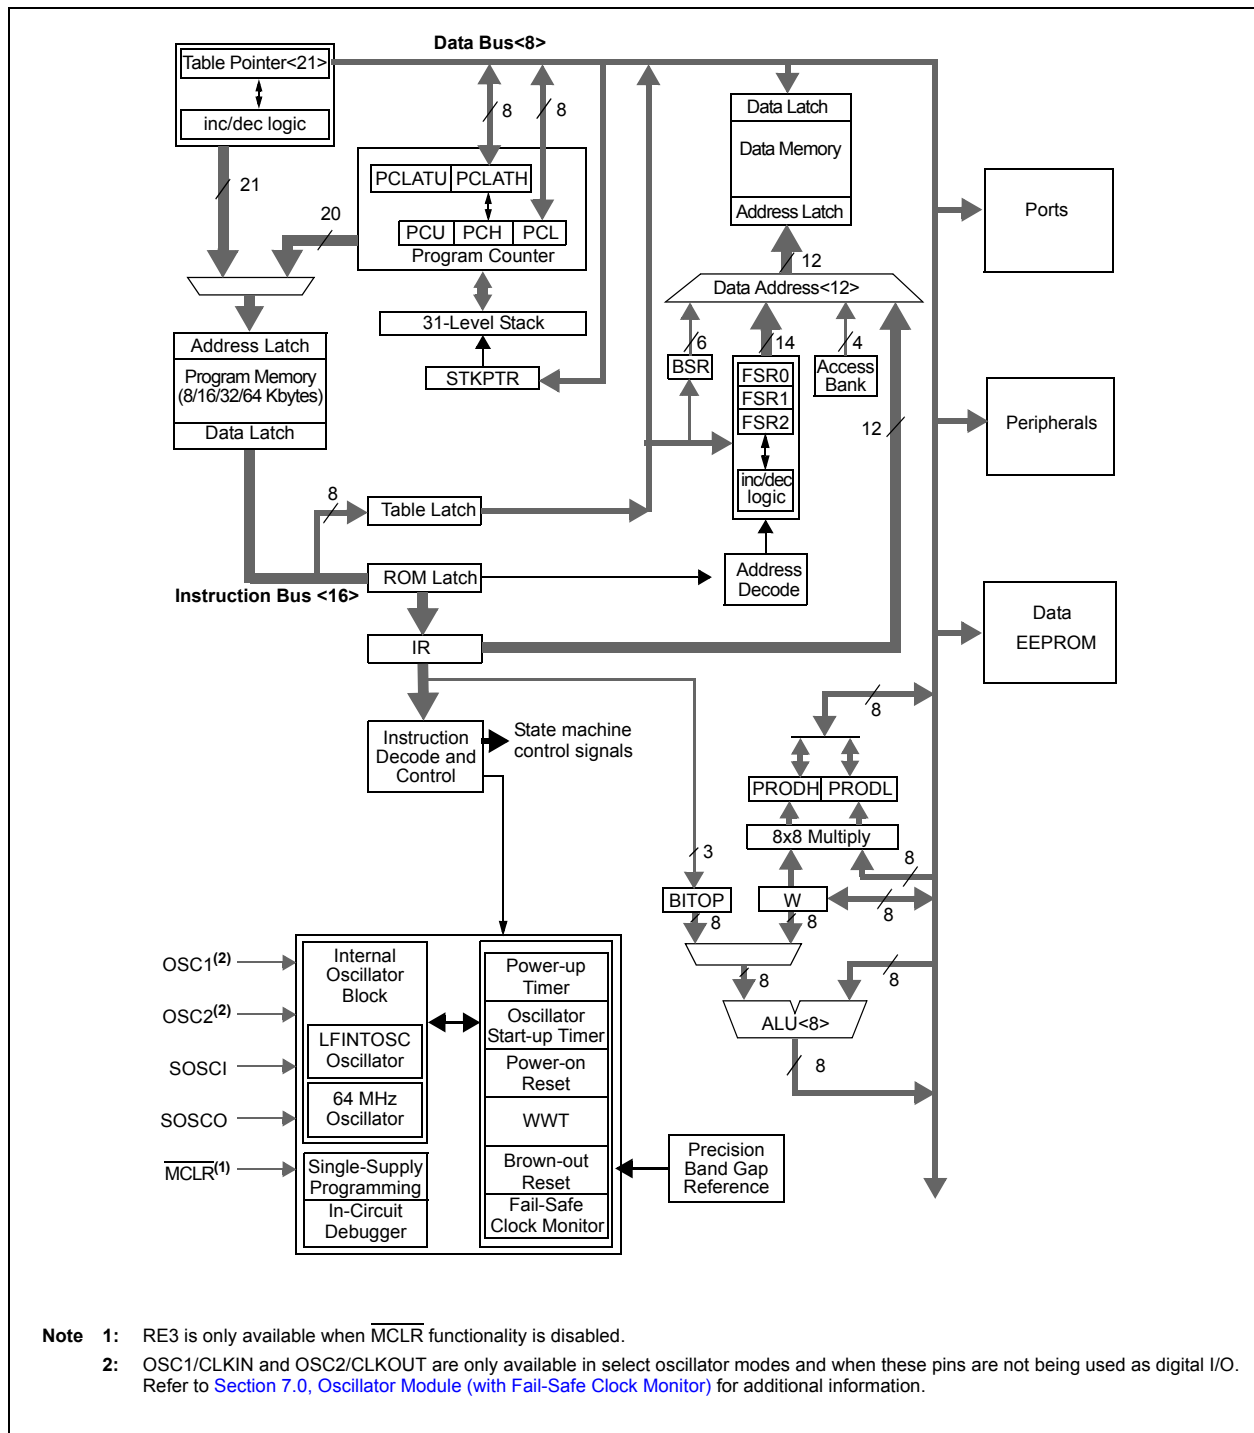 Data Bus<8>
Table Pointer<21>
inc/dec logic
21
8
8
PCLATU PCLATH
PCU PCH PCL
Program Counter
20
31-Level Stack
STKPTR
Address Latch
Program Memory
(8/16/32/64 Kbytes)
Data Latch
8
Table Latch
ROM Latch
Instruction Bus <16>
IR
Instruction
Decode and
Control
State machine
control signals
Data Latch
Data Memory
Address Latch
12
Data Address<12>
6
14
4
BSR
FSR0
FSR1
FSR2
inc/dec
logic
Access
Bank
12
Address
Decode
Ports
Peripherals
Data
EEPROM
8
PRODH PRODL
8x8 Multiply
8
3
BITOP
W
8
8
8
8
8
ALU<8>
8
OSC1(2)
OSC2(2)
SOSCI
SOSCO
MCLR(1)
Internal
Oscillator
Block
LFINTOSC
Oscillator
64 MHz
Oscillator
Single-Supply
Programming
In-Circuit
Debugger
Power-up
Timer
Oscillator
Start-up Timer
Power-on
Reset
WWT
Brown-out
Reset
Fail-Safe
Clock Monitor
Precision
Band Gap
Reference
Note 1: RE3 is only available when MCLR functionality is disabled.
2: OSC1/CLKIN and OSC2/CLKOUT are only available in select oscillator modes and when these pins are not being used as digital I/O.
Refer to Section 7.0, Oscillator Module (with Fail-Safe Clock Monitor) for additional information.